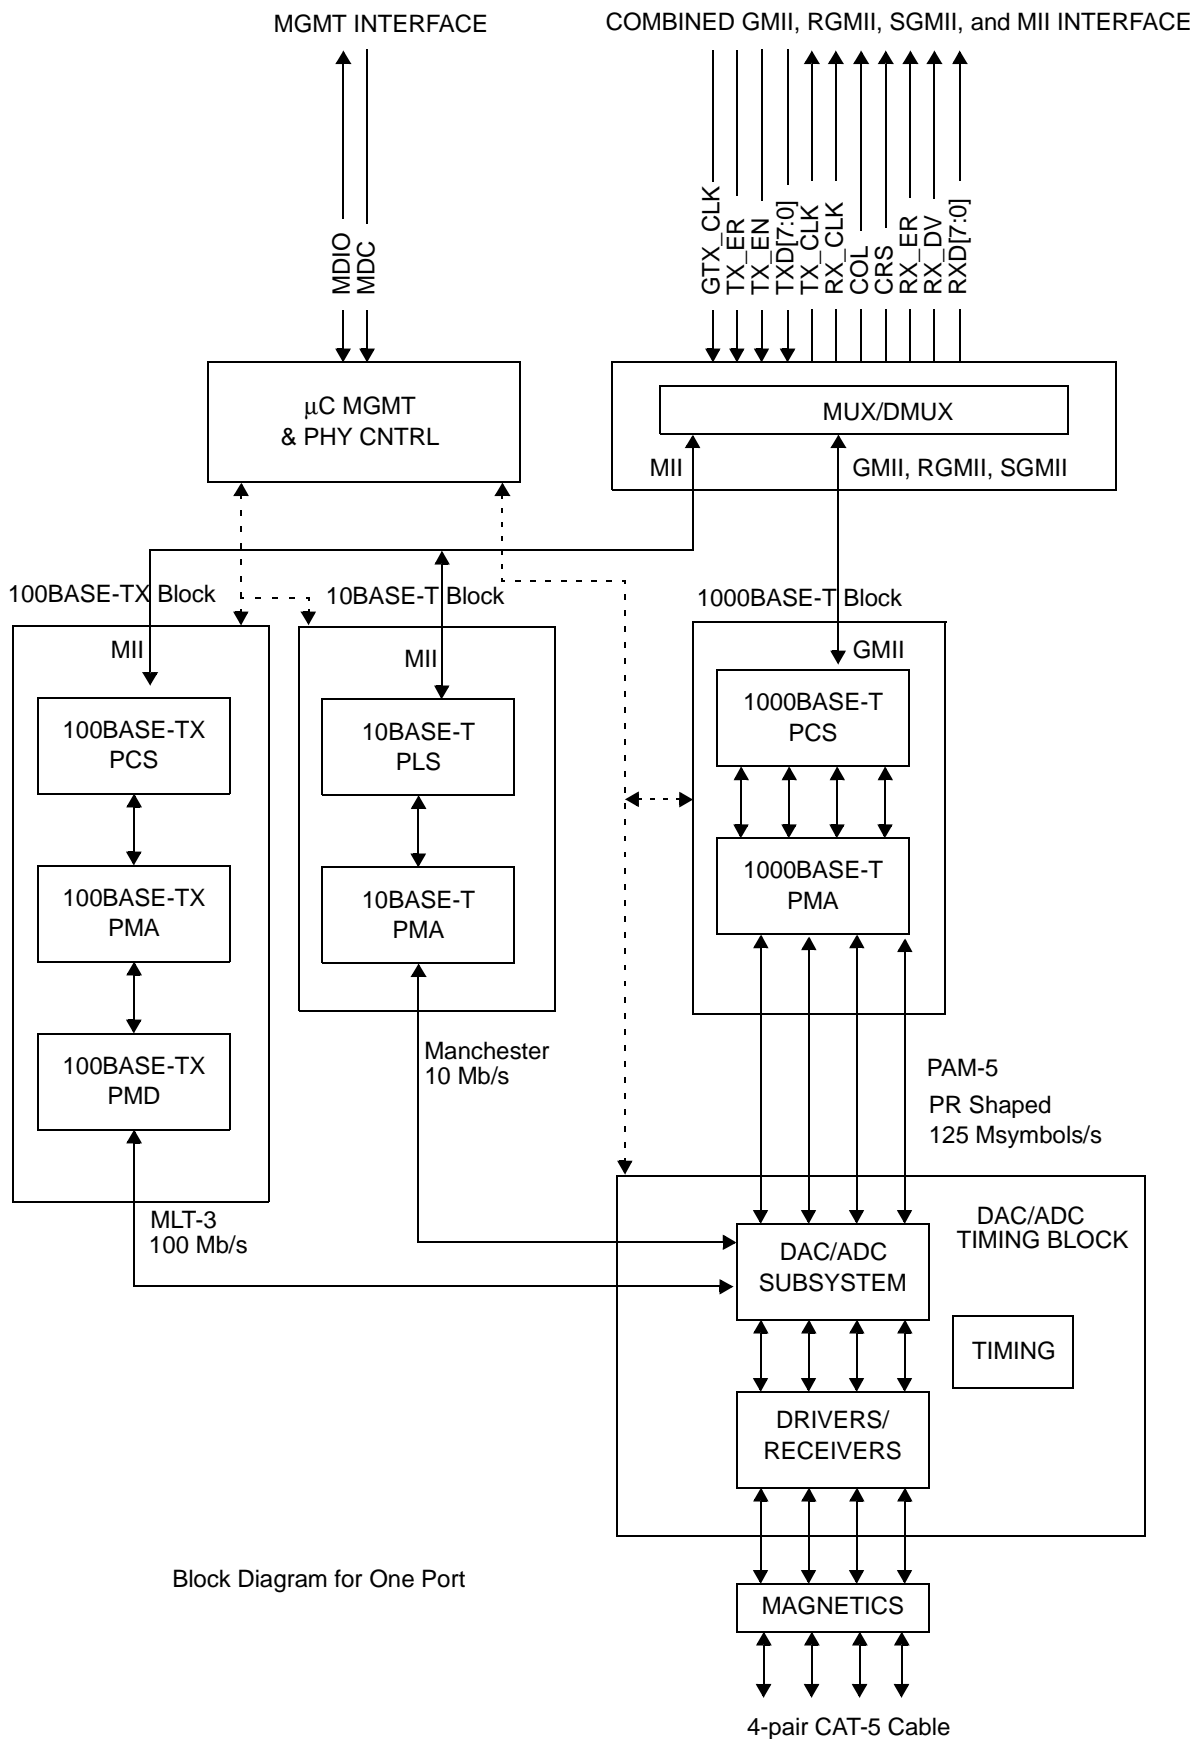 MGMT INTERFACE
COMBINED GMII, RGMII, SGMII, and MII INTERFACE
MDIO
MDC
GTX_CLK
TX_ER
TX_EN
TXD[7:0]
TX_CLK
RX_CLK
COL
CRS
RX_ER
RX_DV
RXD[7:0]
μC MGMT
& PHY CNTRL
MUX/DMUX
MII
GMII, RGMII, SGMII
100BASE-TX Block
10BASE-T Block
1000BASE-T Block
MII
MII
GMII
100BASE-TX
PCS
10BASE-T
PLS
1000BASE-T
PCS
100BASE-TX
PMA
10BASE-T
PMA
1000BASE-T
PMA
100BASE-TX
PMD
Manchester
10 Mb/s
PAM-5
PR Shaped
125 Msymbols/s
MLT-3
100 Mb/s
DAC/ADC
TIMING BLOCK
DAC/ADC
SUBSYSTEM
TIMING
DRIVERS/
RECEIVERS
Block Diagram for One Port
MAGNETICS
4-pair CAT-5 Cable